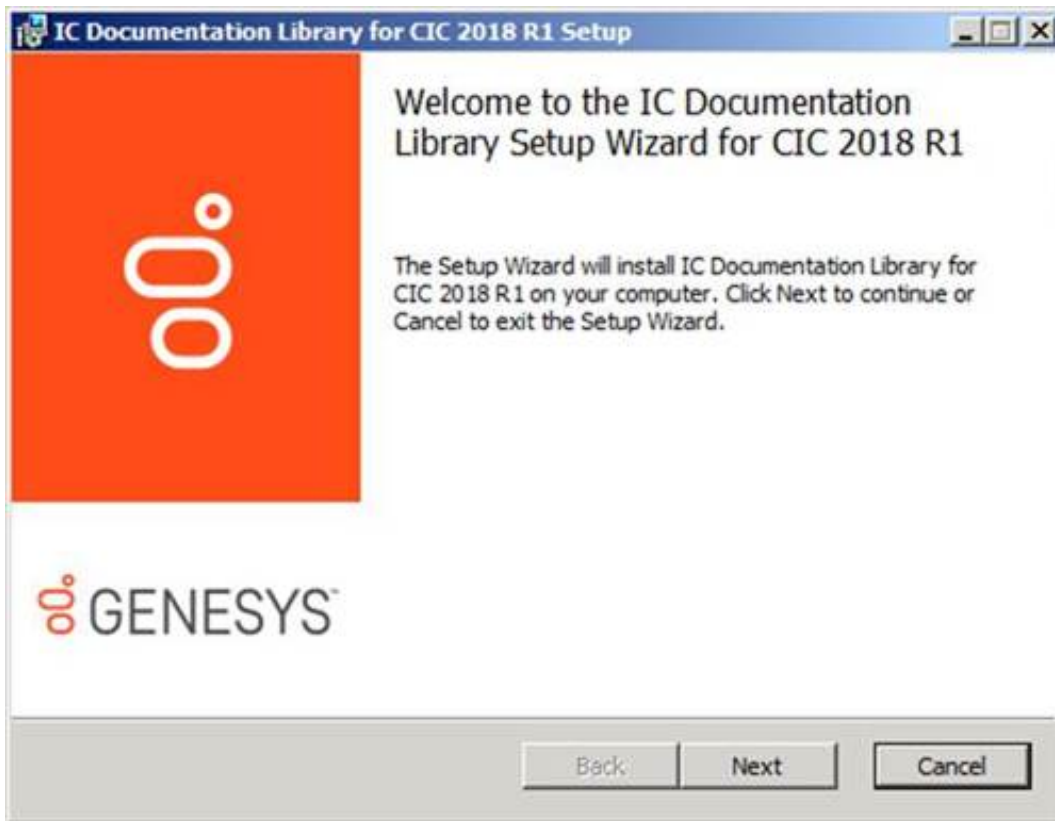 IC Documentation Library for CIC 2018 R1 Setup
Welcome to the IC Documentation
Library Setup Wizard for CIC 2018 R1
The Setup Wizard will install IC Documentation Library for
CIC 2018 R1 on your computer. Click Next to continue or
Cancel to exit the Setup Wizard.
GENESYS™
Back Next Cancel